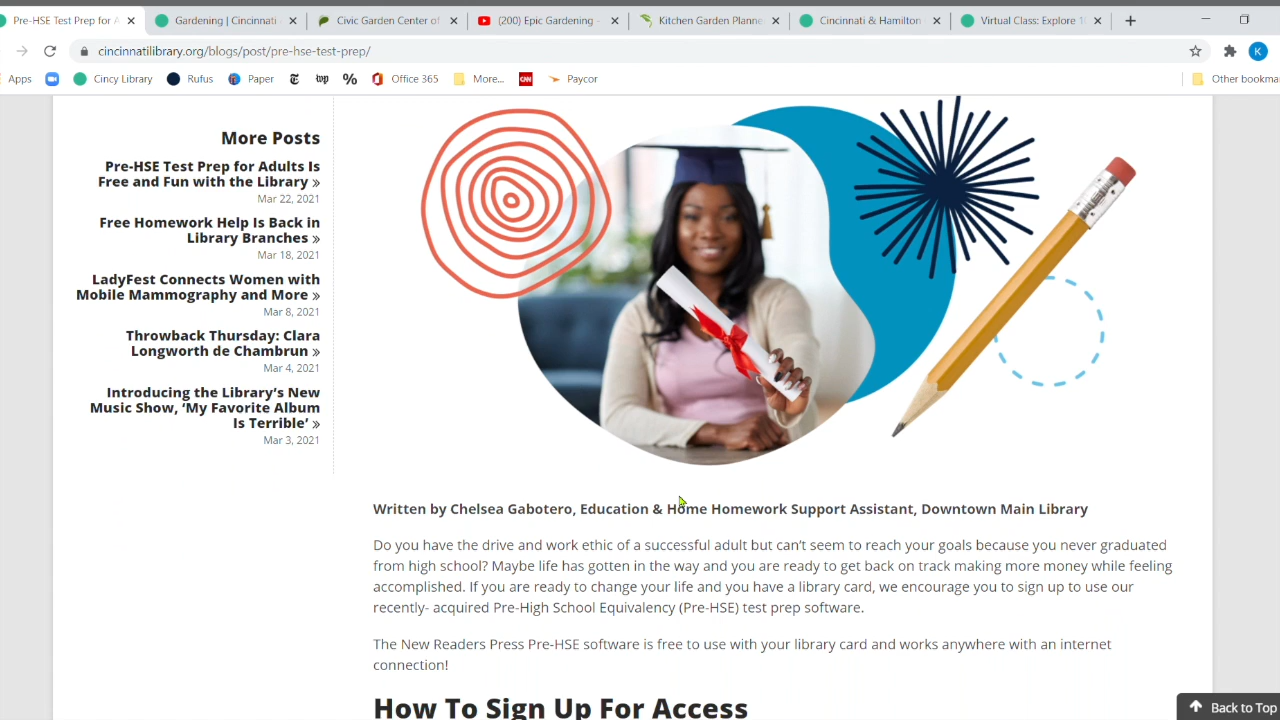 Pre-HSE Test Prep for A
Gardening | Cincinnati
Civic Garden Center of
(200) Epic Gardening -
Kitchen Garden Planne
Cincinnati & Hamilton
Virtual Class: Explore
cincinnatilibrary.org/blogs/post/pre-hse-test-prep/
K
Apps
Cincy Library
Rufus
Paper
wp
%
Office 365
More...
CNN
Paycor
Other bookma
More Posts
Pre-HSE Test Prep for Adults Is
Free and Fun with the Library »
Mar 22, 2021
Free Homework Help Is Back in
Library Branches »
Mar 18, 2021
LadyFest Connects Women with
Mobile Mammography and More »
Mar 8, 2021
Throwback Thursday: Clara
Longworth de Chambrun »
Mar 4, 2021
Introducing the Library's New
Music Show, ‘My Favorite Album
Is Terrible’ »
Mar 3, 2021
Written by Chelsea Gabotero, Education & Home Homework Support Assistant, Downtown Main Library
Do you have the drive and work ethic of a successful adult but can’t seem to reach your goals because you never graduated
from high school? Maybe life has gotten in the way and you are ready to get back on track making more money while feeling
accomplished. If you are ready to change your life and you have a library card, we encourage you to sign up to use our
recently- acquired Pre-High School Equivalency (Pre-HSE) test prep software.
The New Readers Press Pre-HSE software is free to use with your library card and works anywhere with an internet
connection!
How To Sign Up For Access
Back to Top